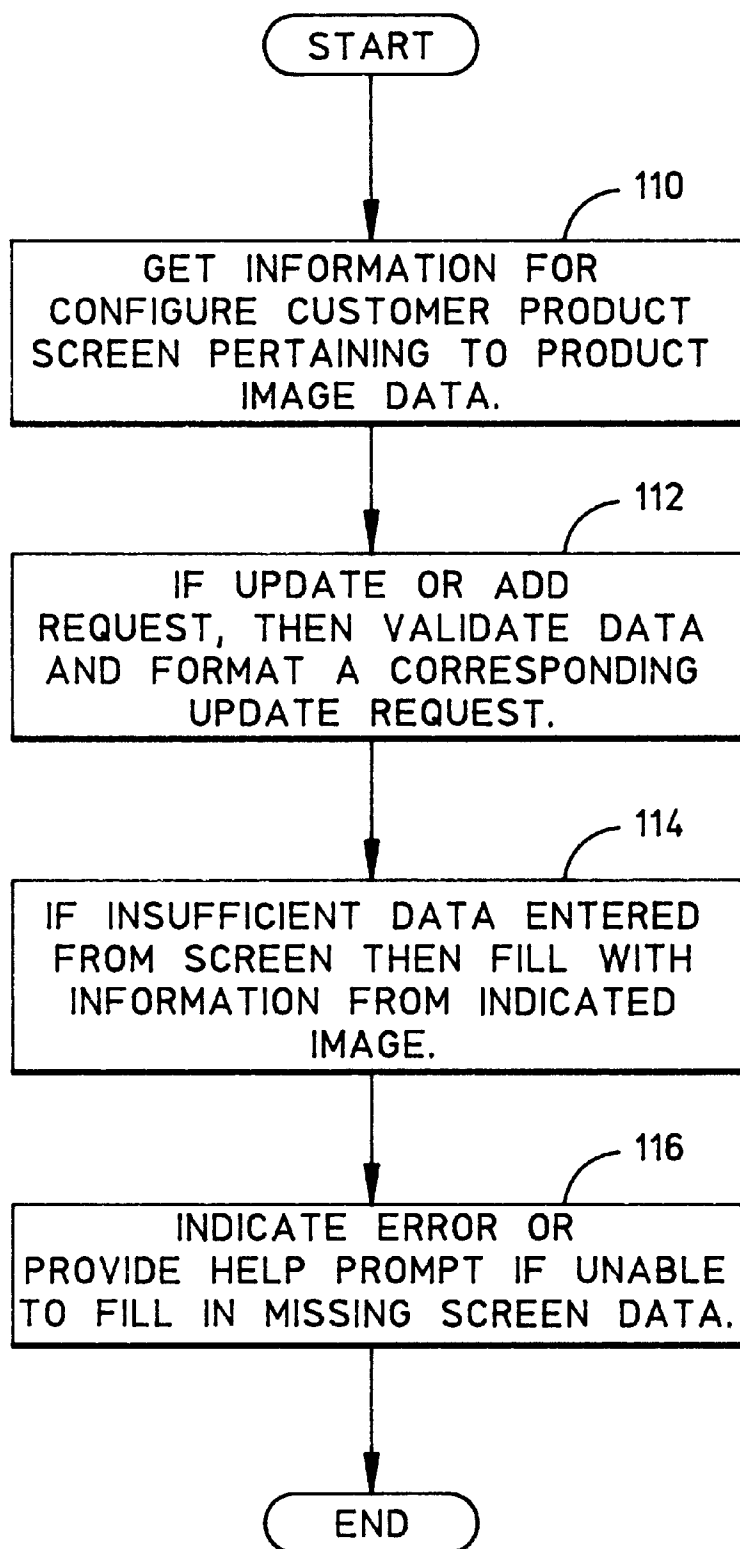 START
110
GET INFORMATION FOR
CONFIGURE CUSTOMER PRODUCT
SCREEN PERTAINING TO PRODUCT
IMAGE DATA.
112
IF UPDATE OR ADD
REQUEST, THEN VALIDATE DATA
AND FORMAT A CORRESPONDING
UPDATE REQUEST.
114
IF INSUFFICIENT DATA ENTERED
FROM SCREEN THEN FILL WITH
INFORMATION FROM INDICATED
IMAGE.
116
INDICATE ERROR OR
PROVIDE HELP PROMPT IF UNABLE
TO FILL IN MISSING SCREEN DATA.
END